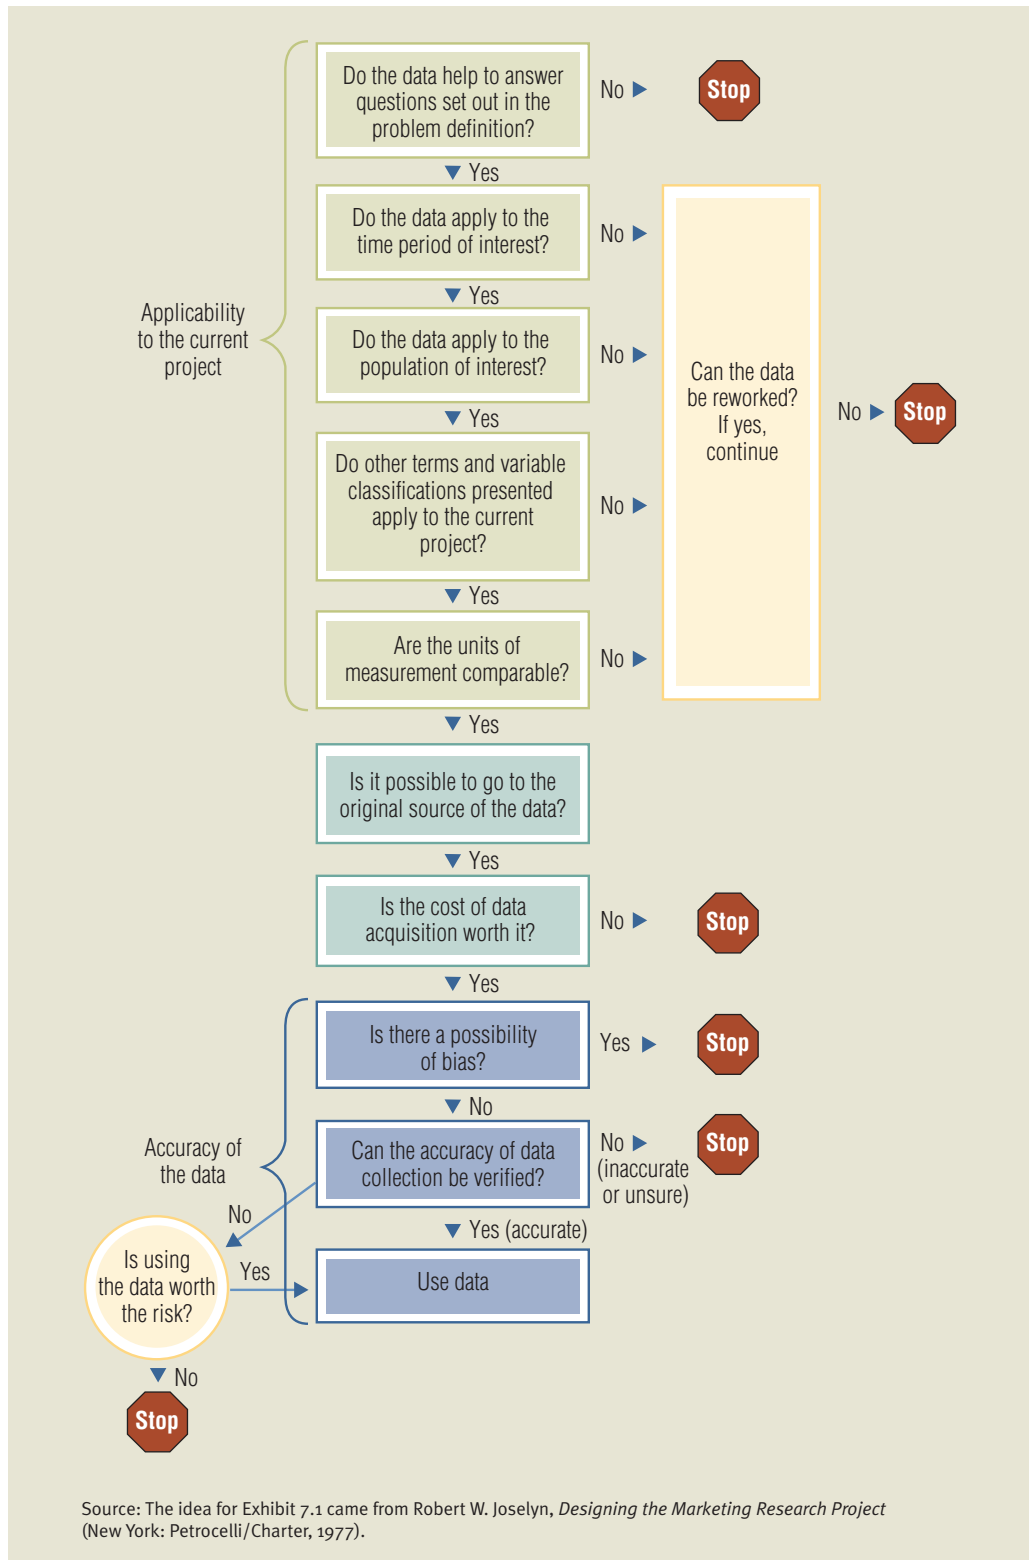 Do the data help to answer
questions set out in the
problem definition?
No
Stop
Yes
Do the data apply to the
time period of interest?
No
Yes
Applicability
to the current
project
Do the data apply to the
population of interest?
No
Can the data
be reworked?
If yes,
continue
No
Stop
Yes
Do other terms and variable
classifications presented
apply to the current
project?
No
Yes
Are the units of
measurement comparable?
No
Yes
Is it possible to go to the
original source of the data?
Yes
Is the cost of data
acquisition worth it?
No
Stop
Yes
Is there a possibility
of bias?
Yes
Stop
No
Accuracy of
the data
Can the accuracy of data
collection be verified?
No
(inaccurate
or unsure)
Stop
No
Yes (accurate)
Is using
the data worth
the risk?
Yes
Use data
No
Stop
Source: The idea for Exhibit 7.1 came from Robert W. Joselyn, Designing the Marketing Research Project
(New York: Petrocelli/Charter, 1977).